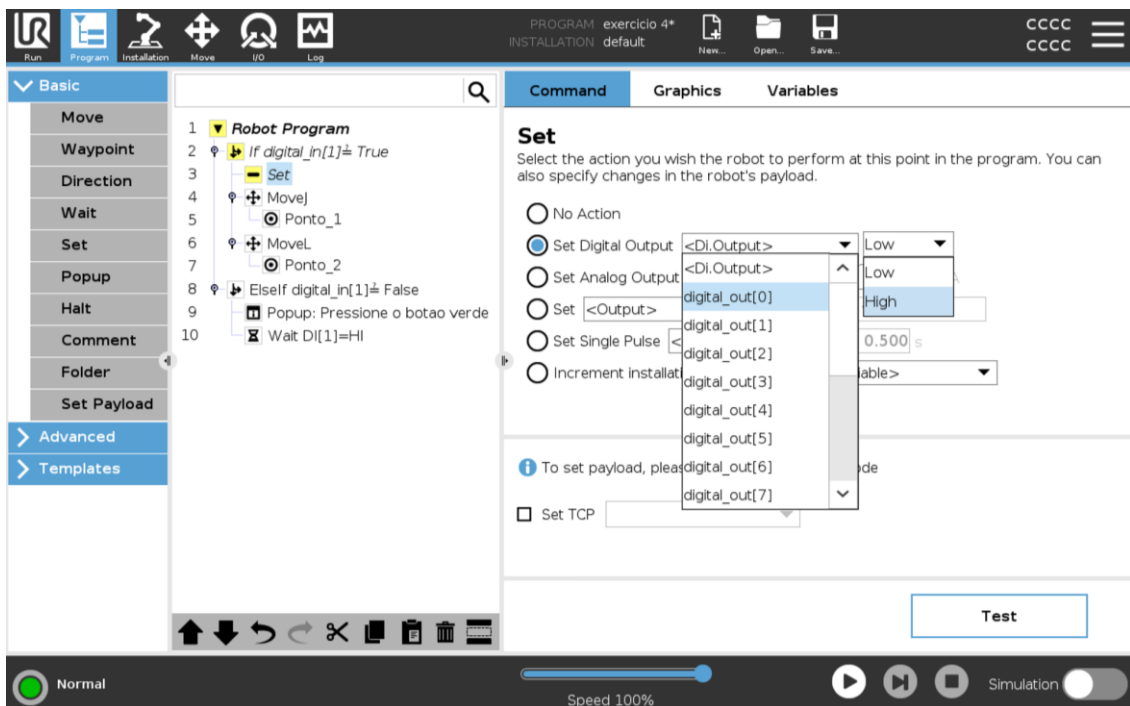 PROGRAM exercicio 4*
INSTALLATION default
CCCC
CCCC
Run Program Installation Move I/O Log New... Open... Save...
Basic
Move
Waypoint
Direction
Wait
Set
Popup
Halt
Comment
Folder
Set Payload
Advanced
Templates
1 Robot Program
2 If digital_in[1]≟ True
3 Set
4 MoveJ
5 Ponto_1
6 MoveL
7 Ponto_2
8 ElseIf digital_in[1]≟ False
9 Popup: Pressione o botao verde
10 Wait DI[1]=HI
Command Graphics Variables
Set
Select the action you wish the robot to perform at this point in the program. You can
also specify changes in the robot's payload.
No Action
Set Digital Output <Di.Output> Low
Set Analog Output
Set <Output>
Set Single Pulse < 0.500 s
Increment installati iable>
<Di.Output>
digital_out[0]
digital_out[1]
digital_out[2]
digital_out[3]
digital_out[4]
digital_out[5]
digital_out[6]
digital_out[7]
Low
High
To set payload, pleas ode
Set TCP
Test
Normal
Speed 100%
Simulation